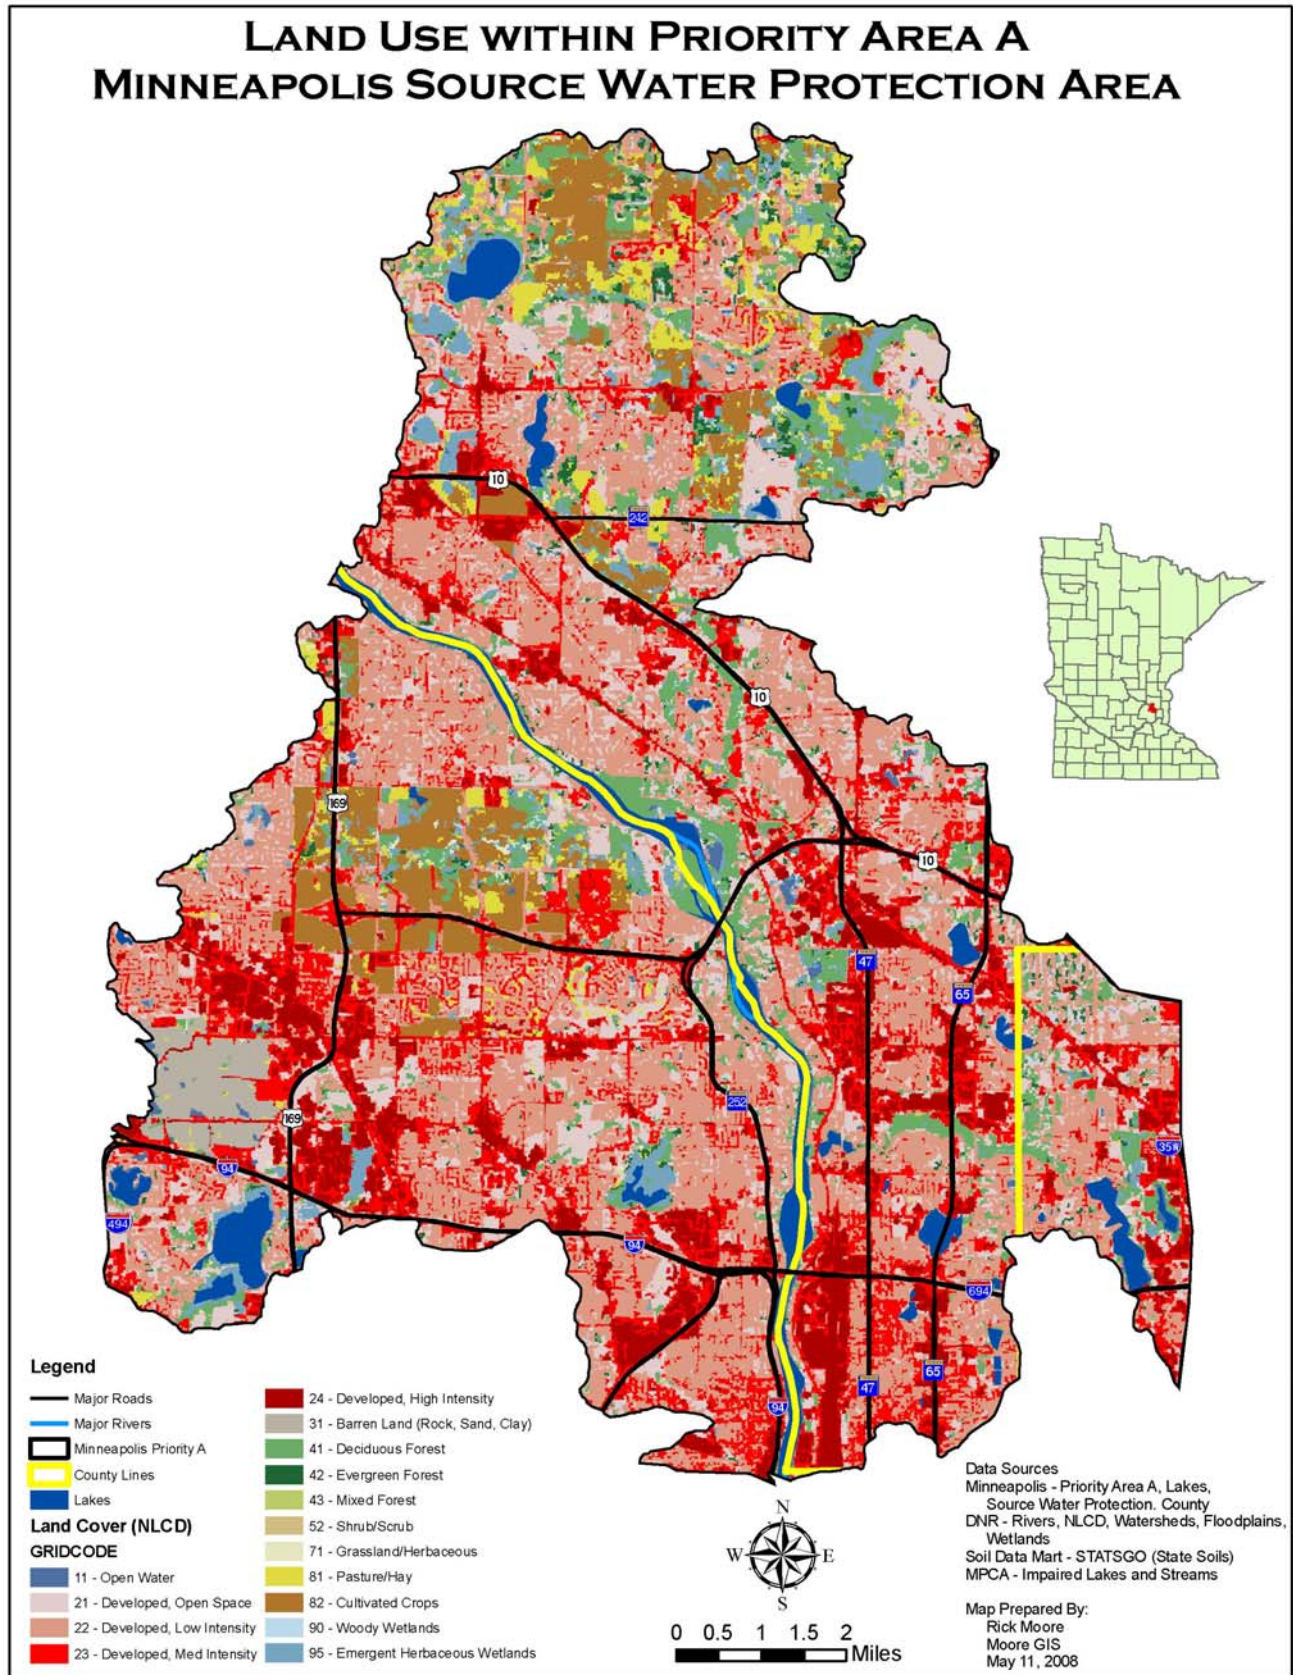 LAND USE WITHIN PRIORITY AREA A
MINNEAPOLIS SOURCE WATER PROTECTION AREA
10
242
10
169
10
47
65
252
169
35W
94
494
94
694
65
47
94
Legend
Major Roads
Major Rivers
Minneapolis Priority A
County Lines
Lakes
Land Cover (NLCD)
GRIDCODE
11 - Open Water
21 - Developed, Open Space
22 - Developed, Low Intensity
23 - Developed, Med Intensity
24 - Developed, High Intensity
31 - Barren Land (Rock, Sand, Clay)
41 - Deciduous Forest
42 - Evergreen Forest
43 - Mixed Forest
52 - Shrub/Scrub
71 - Grassland/Herbaceous
81 - Pasture/Hay
82 - Cultivated Crops
90 - Woody Wetlands
95 - Emergent Herbaceous Wetlands
N
W E
S
0 0.5 1 1.5 2
Miles
Data Sources
Minneapolis - Priority Area A, Lakes,
Source Water Protection. County
DNR - Rivers, NLCD, Watersheds, Floodplains,
Wetlands
Soil Data Mart - STATSGO (State Soils)
MPCA - Impaired Lakes and Streams
Map Prepared By:
Rick Moore
Moore GIS
May 11, 2008